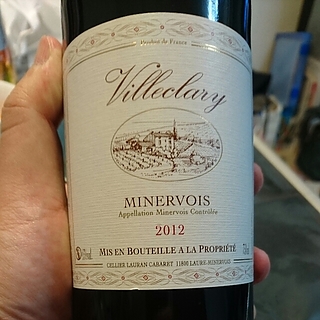 Produit de France
Villeclary
MINERVOIS
Appellation Minervois Contrôlée
2012
MIS EN BOUTEILLE A LA PROPRIÉTÉ
CELLIER LAURAN CABARET 11800 LAURE-MINERVOIS